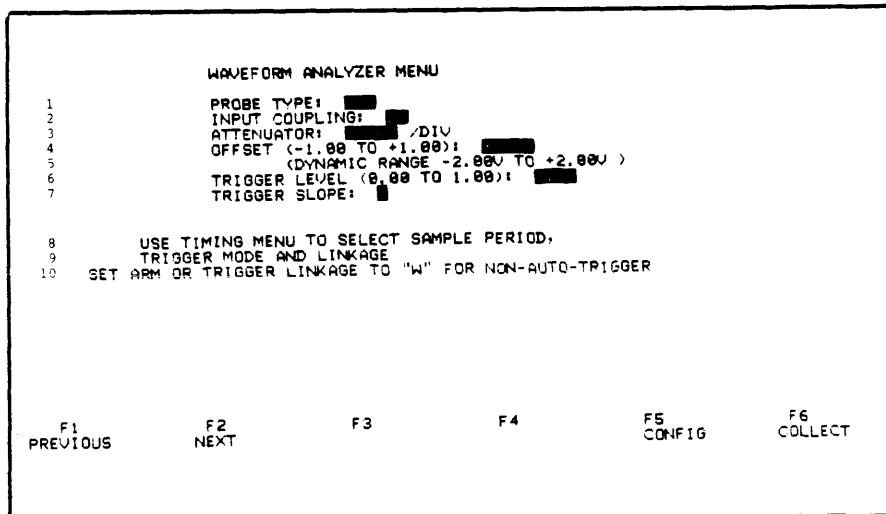 WAVEFORM ANALYZER MENU
1 PROBE TYPE:
2 INPUT COUPLING:
3 ATTENUATOR: /DIV
4 OFFSET (-1.00 TO +1.00):
5 (DYNAMIC RANGE -2.00V TO +2.00V )
6 TRIGGER LEVEL (0.00 TO 1.00):
7 TRIGGER SLOPE:
8 USE TIMING MENU TO SELECT SAMPLE PERIOD,
9 TRIGGER MODE AND LINKAGE
10 SET ARM OR TRIGGER LINKAGE TO "W" FOR NON-AUTO-TRIGGER
F1 F2 F3 F4 F5 F6
PREVIOUS NEXT CONFIG COLLECT